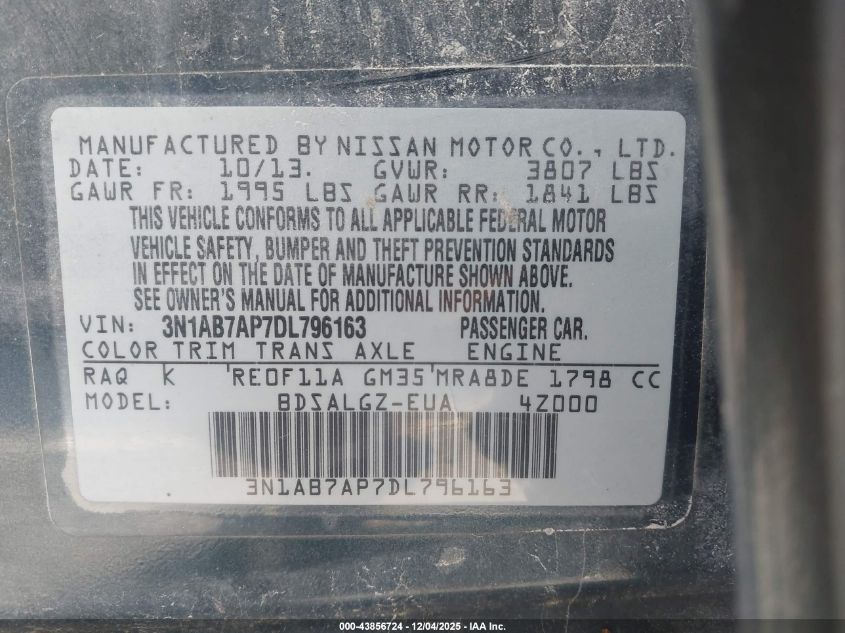 MANUFACTURED BY NISSAN MOTOR CO., LTD.
DATE: 10/13. GVWR: 3807 LBS
GAWR FR: 1995 LBS GAWR RR: 1841 LBS
THIS VEHICLE CONFORMS TO ALL APPLICABLE FEDERAL MOTOR
VEHICLE SAFETY, BUMPER AND THEFT PREVENTION STANDARDS
IN EFFECT ON THE DATE OF MANUFACTURE SHOWN ABOVE.
SEE OWNER'S MANUAL FOR ADDITIONAL INFORMATION.
VIN: 3N1AB7AP7DL796163 PASSENGER CAR.
COLOR TRIM TRANS AXLE ENGINE
RAQ K RE0F11A GM35 MRA8DE 1798 CC
MODEL: BDSALGZ-EUA 4Z000
3N1AB7AP7DL796163
000-43856724 - 12/04/2025 - IAA Inc.